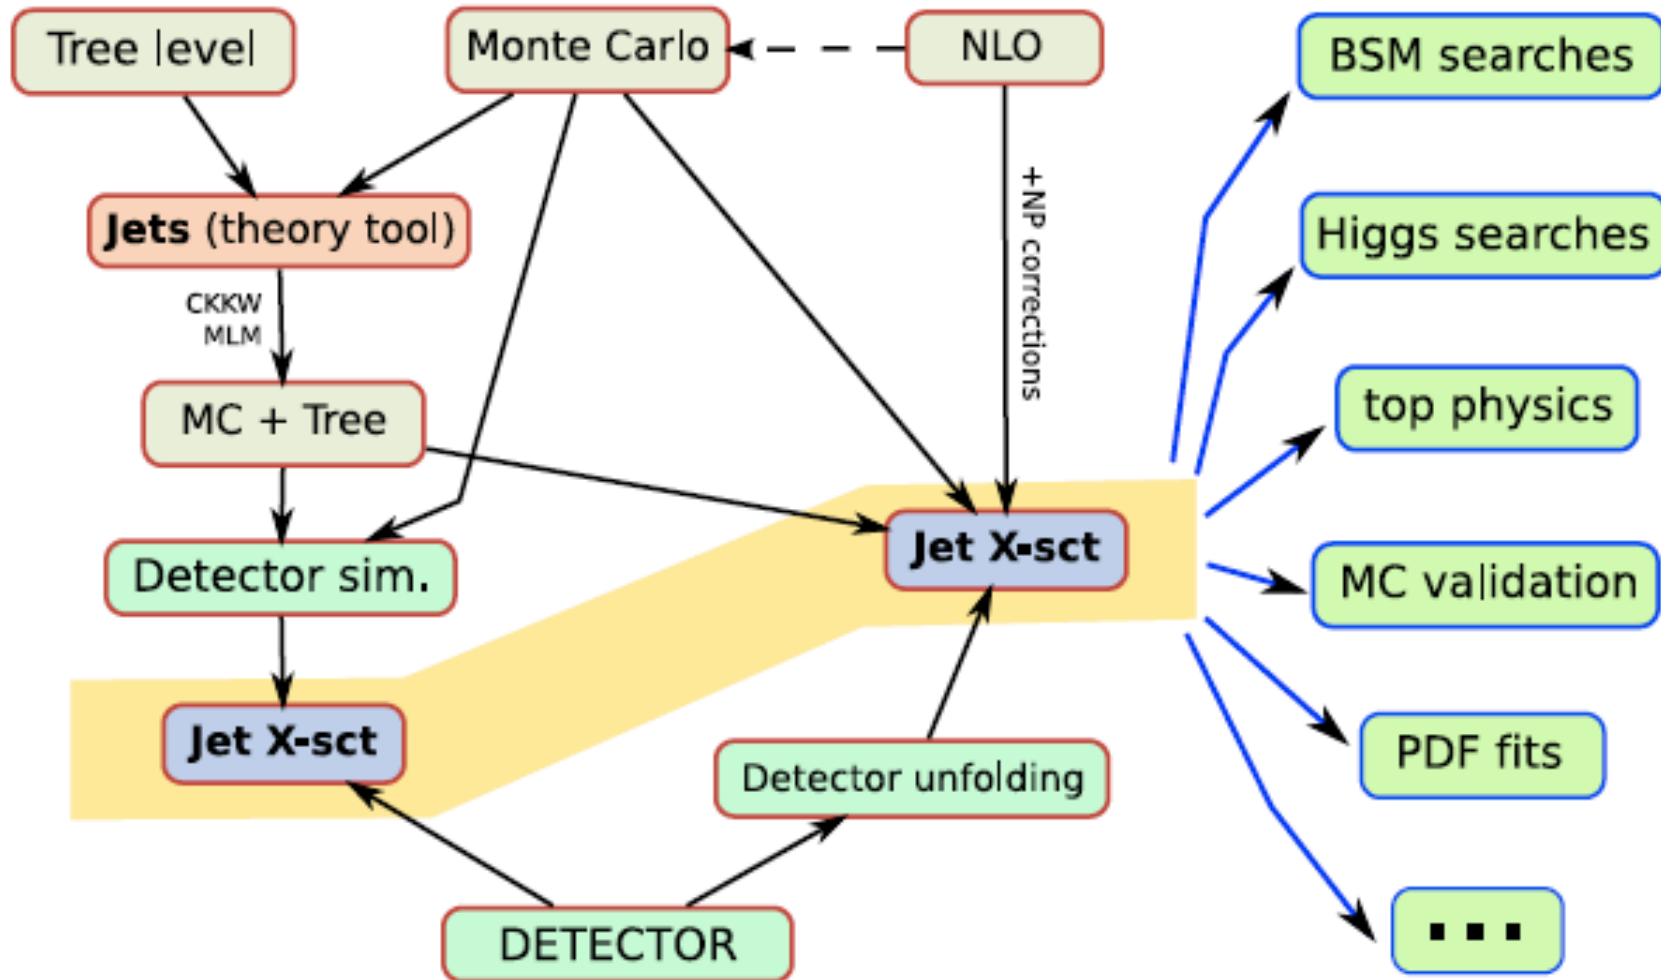 Tree level
Monte Carlo
NLO
BSM searches
+NP corrections
Jets (theory tool)
Higgs searches
CKKW
MLM
MC + Tree
top physics
Jet X-sct
Detector sim.
MC validation
Jet X-sct
Detector unfolding
PDF fits
DETECTOR
...